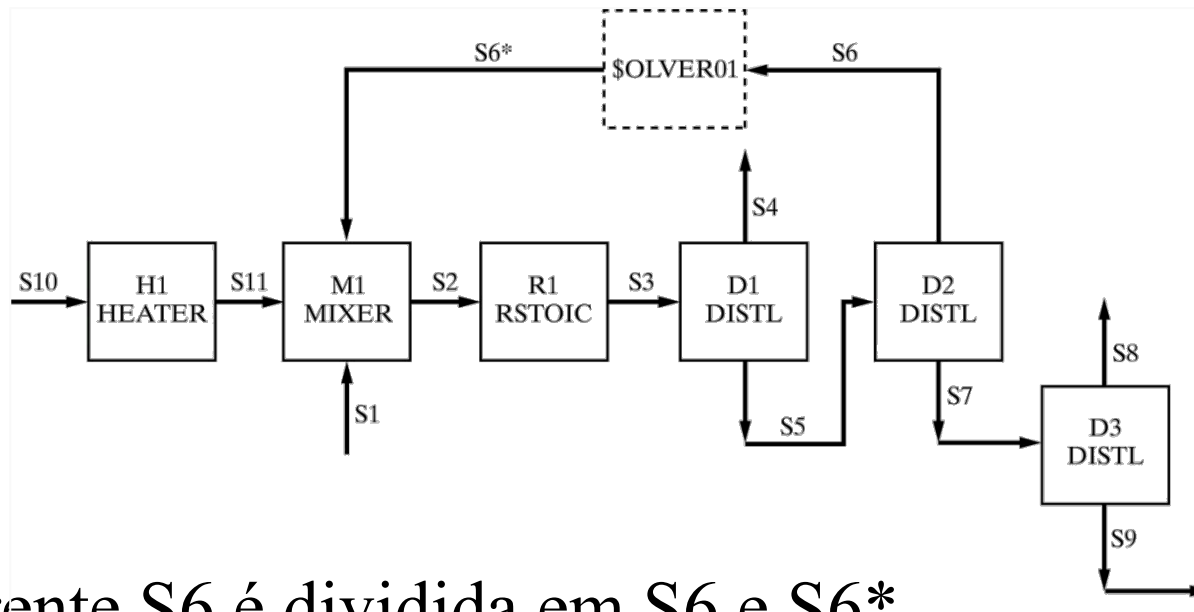 S6*
$OLVER01
S6
S4
S10
H1
HEATER
S11
M1
MIXER
S2
R1
RSTOIC
S3
D1
DISTL
D2
DISTL
S8
S1
S5
S7
D3
DISTL
S9
rente S6 é dividida em S6 e S6*